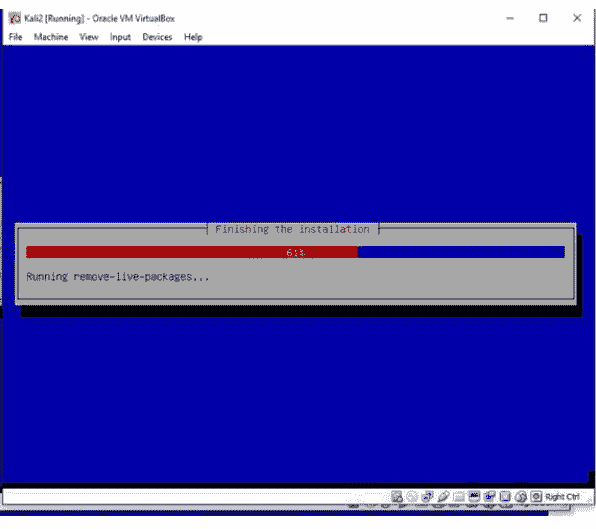 Kali2 [Running] - Oracle VM VirtualBox
File Machine View Input Devices Help
Finishing the installation
61%
Running remove-live-packages...
Right Ctrl